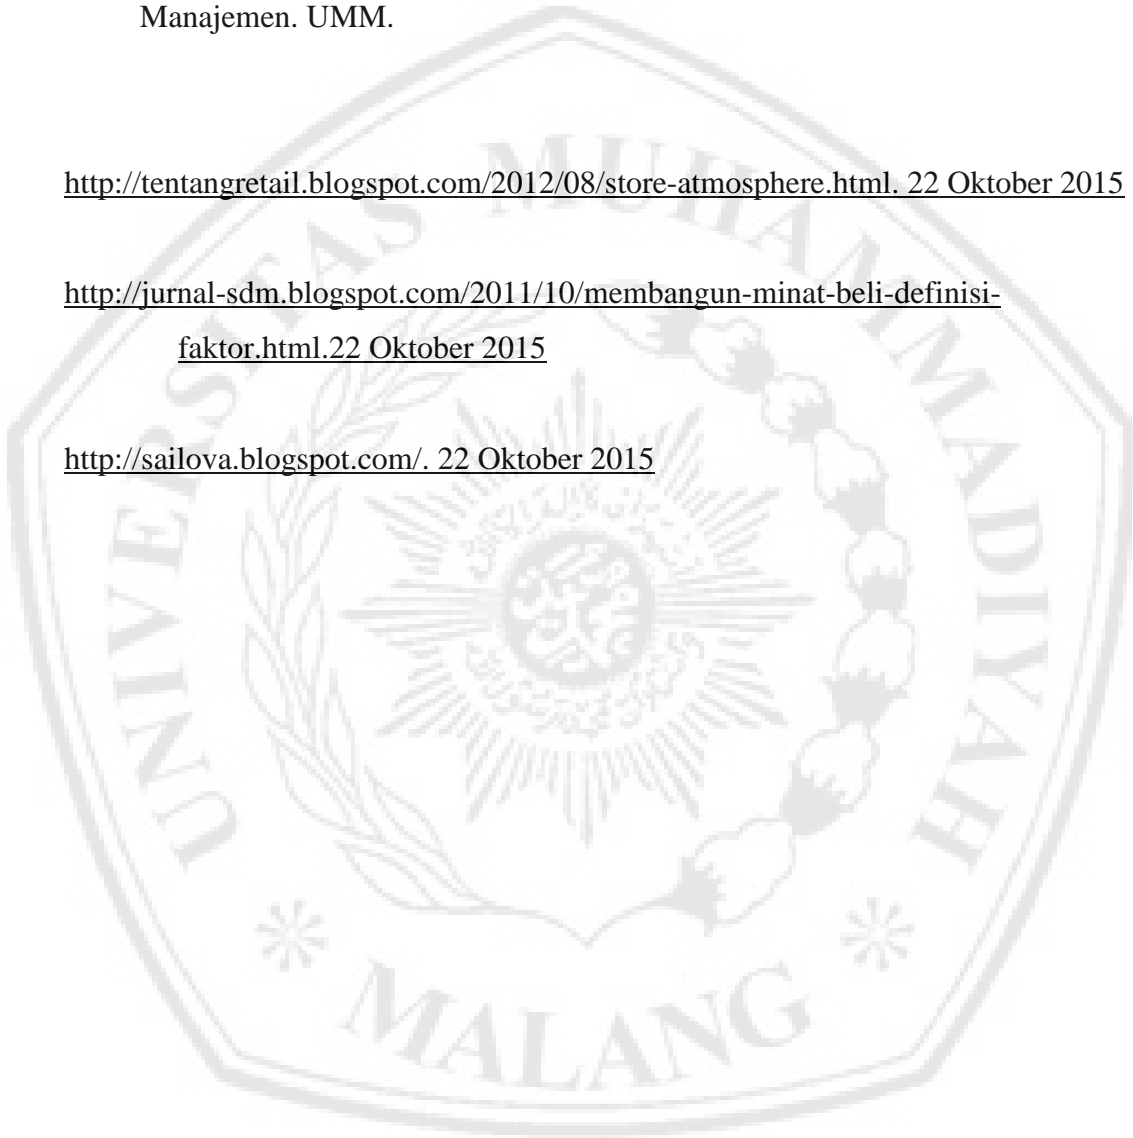 Manajemen. UMM.
http://tentangretail.blogspot.com/2012/08/store-atmosphere.html. 22 Oktober 2015
http://jurnal-sdm.blogspot.com/2011/10/membangun-minat-beli-definisi-
faktor.html.22 Oktober 2015
http://sailova.blogspot.com/. 22 Oktober 2015
UNIVERSITAS MUHAMMADIYAH
MALANG